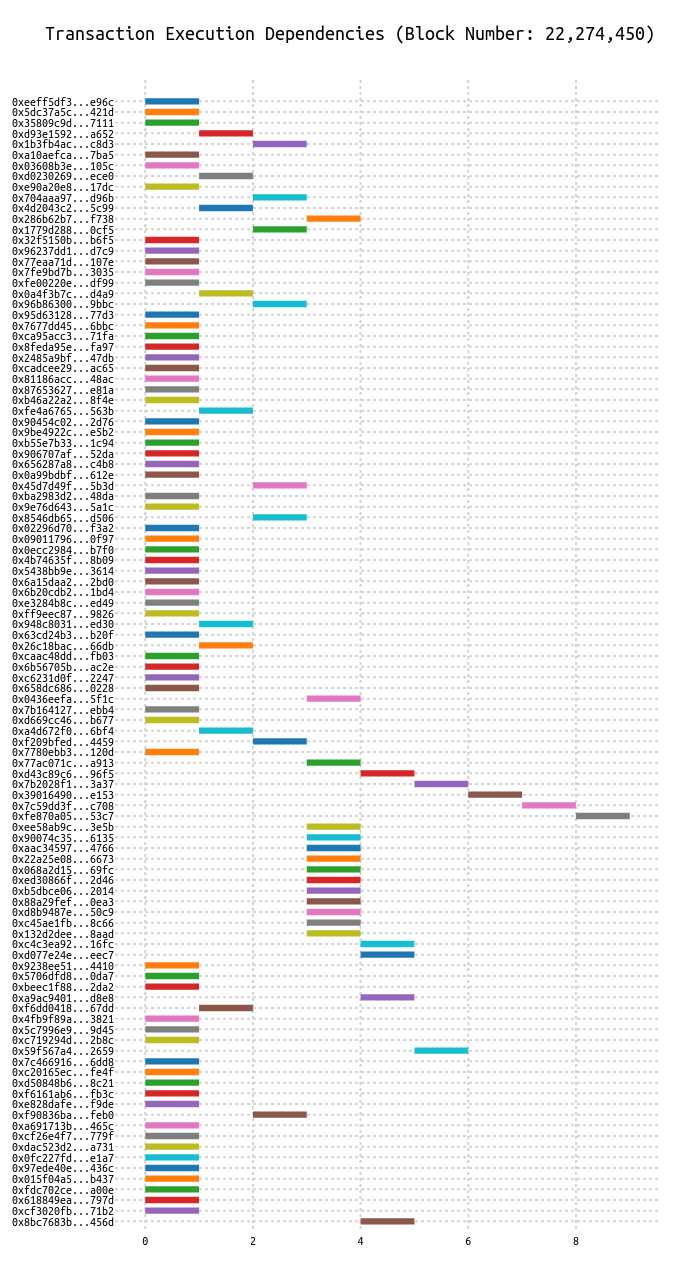 Transaction Execution Dependencies (Block Number: 22,274,450)
0xeeff5df3...e96c
0x5dc37a5c...421d
0x35809c9d...7111
0xd93e1592...a652
0x1b3fb4ac...c8d3
0xa10aefca...7ba5
0x03608b3e...105c
0xd0230269...ece0
0xe90a20e8...17dc
0x704aaa97...d96b
0x4d2043c2...5c99
0x286b62b7...f738
0x1779d288...0cf5
0x32f5150b...b6f5
0x96237dd1...d7c9
0x77eaa71d...107e
0x7fe9bd7b...3035
0xfe00220e...df99
0x0a4f3b7c...d4a9
0x96b86300...9bbc
0x95d63128...77d3
0x7677dd45...6bbc
0xca95acc3...71fa
0x8feda95e...fa97
0x2485a9bf...47db
0xcadcee29...ac65
0x81186acc...48ac
0x87653627...e81a
0xb46a22a2...8f4e
0xfe4a6765...563b
0x90454c02...2d76
0x9be4922c...e5b2
0xb55e7b33...1c94
0x906707af...52da
0x656287a8...c4b8
0x0a99bdbf...612e
0x45d7d49f...5b3d
0xba2983d2...48da
0x9e76d643...5a1c
0x8546db65...d506
0x02296d70...f3a2
0x09011796...0f97
0x0ecc2984...b7f0
0x4b74635f...8b09
0x5438bb9e...3614
0x6a15daa2...2bd0
0x6b20cdb2...1bd4
0xe3284b8c...ed49
0xff9eec87...9826
0x948c8031...ed30
0x63cd24b3...b20f
0x26c18bac...66db
0xcaac48dd...fb03
0x6b56705b...ac2e
0xc6231d0f...2247
0x658dc686...0228
0x0436eefa...5f1c
0x7b164127...ebb4
0xd669cc46...b677
0xa4d672f0...6bf4
0xf209bfed...4459
0x7780ebb3...120d
0x77ac071c...a913
0xd43c89c6...96f5
0x7b2028f1...3a37
0x39016490...e153
0x7c59dd3f...c708
0xfe870a05...53c7
0xee58ab9c...3e5b
0x90074c35...6135
0xaac34597...4766
0x22a25e08...6673
0x068a2d15...69fc
0xed30866f...2d46
0xb5dbce06...2014
0x88a29fef...0ea3
0xd8b9487e...50c9
0xc45ae1fb...8c66
0x132d2dee...8aad
0xc4c3ea92...16fc
0xd077e24e...eec7
0x9238ee51...4410
0x5706dfd8...0da7
0xbeec1f88...2da2
0xa9ac9401...d8e8
0xf6dd0418...67dd
0x4fb9f89a...3821
0x5c7996e9...9d45
0xc719294d...2b8c
0x59f567a4...2659
0x7c466916...6dd8
0xc20165ec...fe4f
0xd50848b6...8c21
0xf6161ab6...fb3c
0xe828dafe...f9de
0xf90836ba...feb0
0xa691713b...465c
0xcf26e4f7...779f
0xdac523d2...a731
0x0fc227fd...e1a7
0x97ede40e...436c
0x015f04a5...b437
0xfdc702ce...a00e
0x618849ea...797d
0xcf3020fb...71b2
0x8bc7683b...456d
0 2 4 6 8